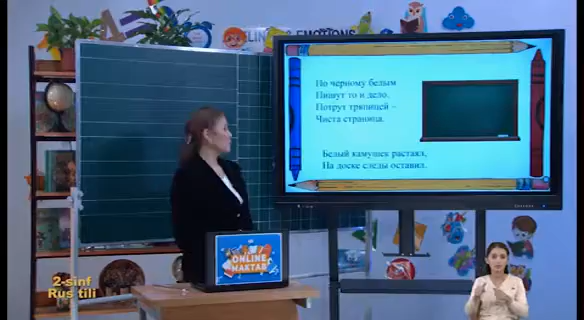 & EMOTIONS
По черному белым
Пишут то и дело.
Потрут тряпицей –
Чиста страница.
Белый камушек растаял,
На доске следы оставил.
ONLINE
MAKTAB
2-sinf
Rus tili